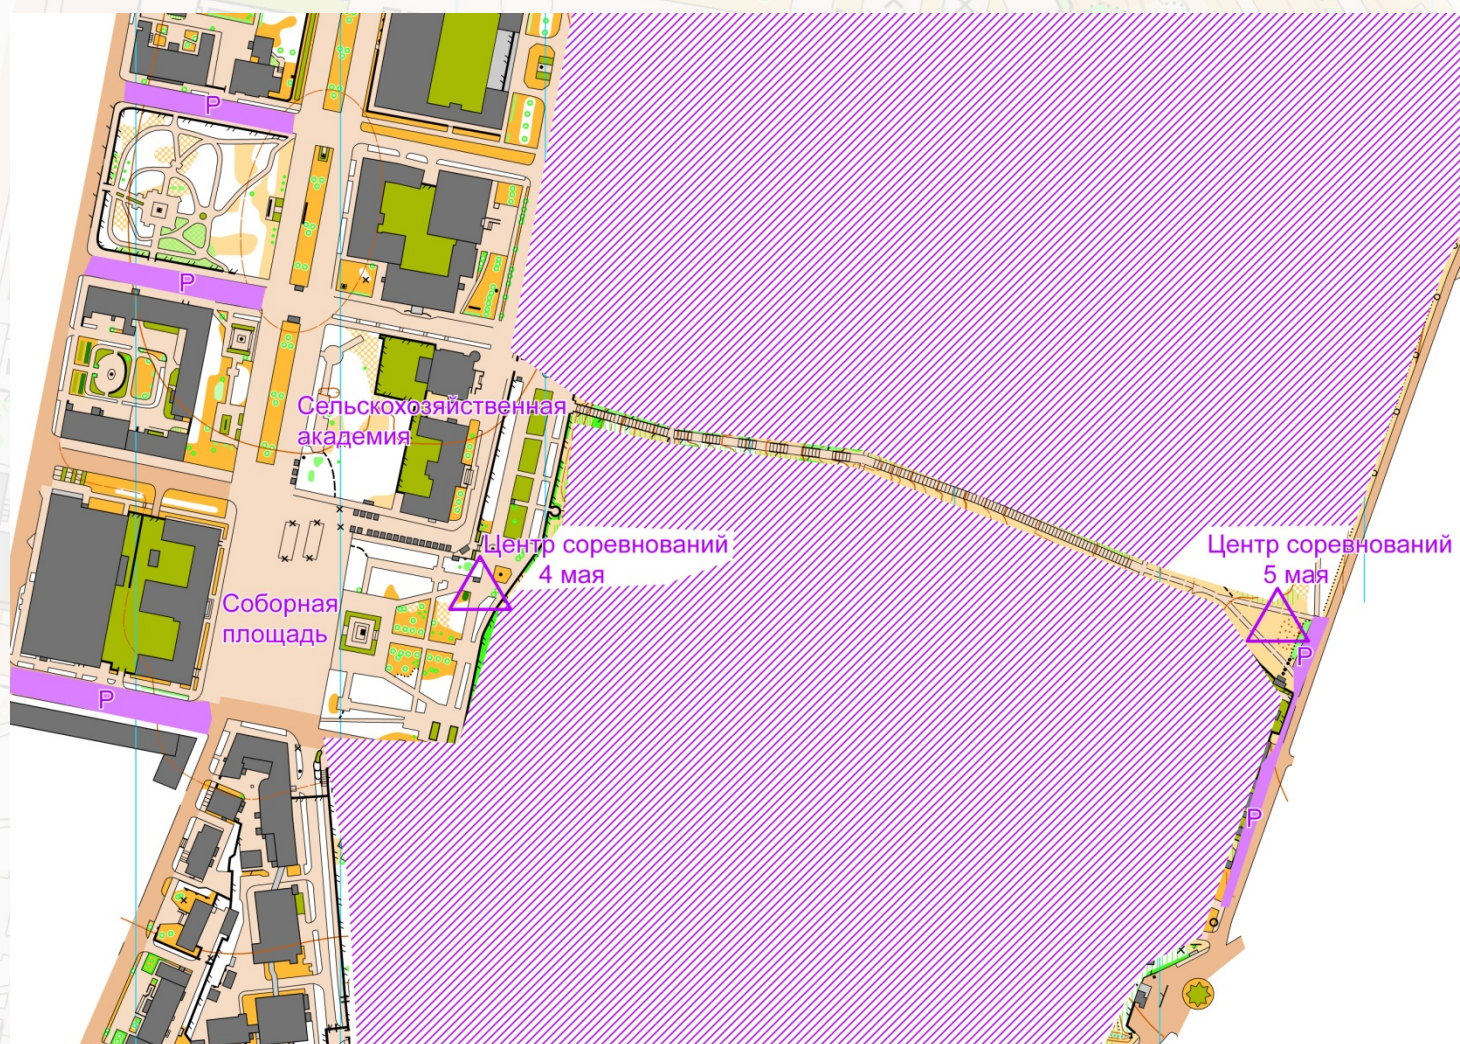 P
P
Сельскохозяйственная
академия
Центр соревнований
4 мая
Центр соревнований
5 мая
Соборная
площадь
P
P
P